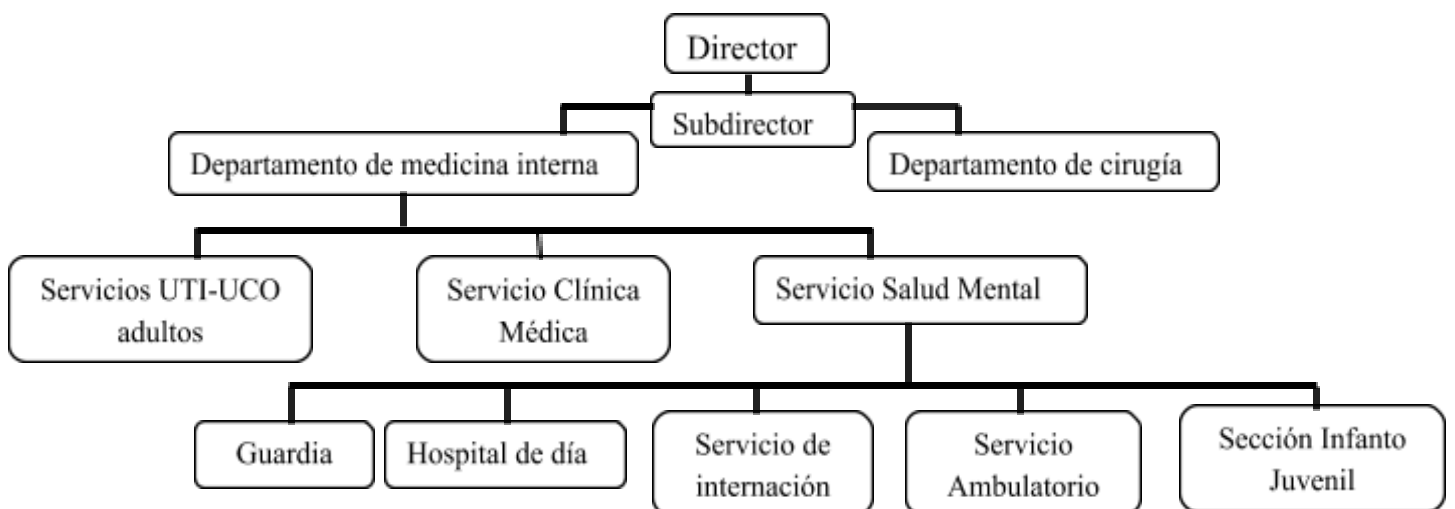 Director
Subdirector
Departamento de medicina interna
Departamento de cirugía
Servicios UTI-UCO
adultos
Servicio Clínica
Médica
Servicio Salud Mental
Guardia
Hospital de día
Servicio de
internación
Servicio
Ambulatorio
Sección Infanto
Juvenil